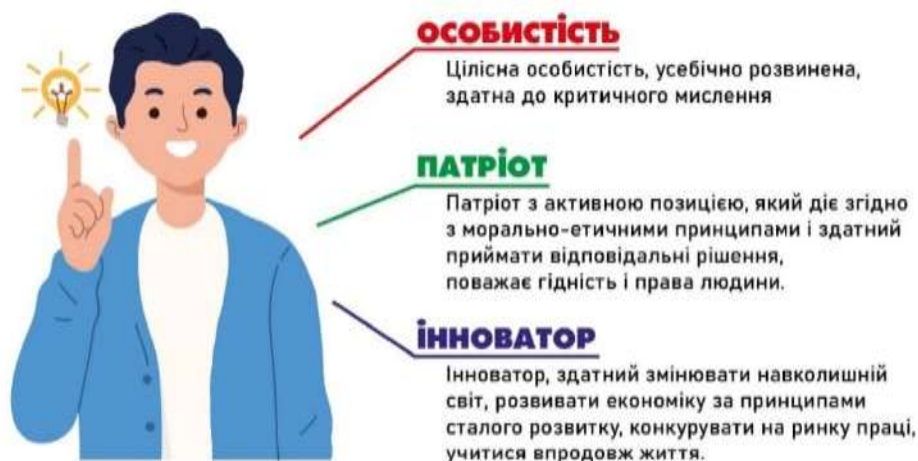 ОСОБИСТІСТЬ
Цілісна особистість, усебічно розвинена,
здатна до критичного мислення
ПАТРІОТ
Патріот з активною позицією, який діє згідно
з морально-етичними принципами і здатний
приймати відповідальні рішення,
поважає гідність і права людини.
ІННОВАТОР
Інноватор, здатний змінювати навколишній
світ, розвивати економіку за принципами
сталого розвитку, конкурувати на ринку праці,
учитися впродовж життя.